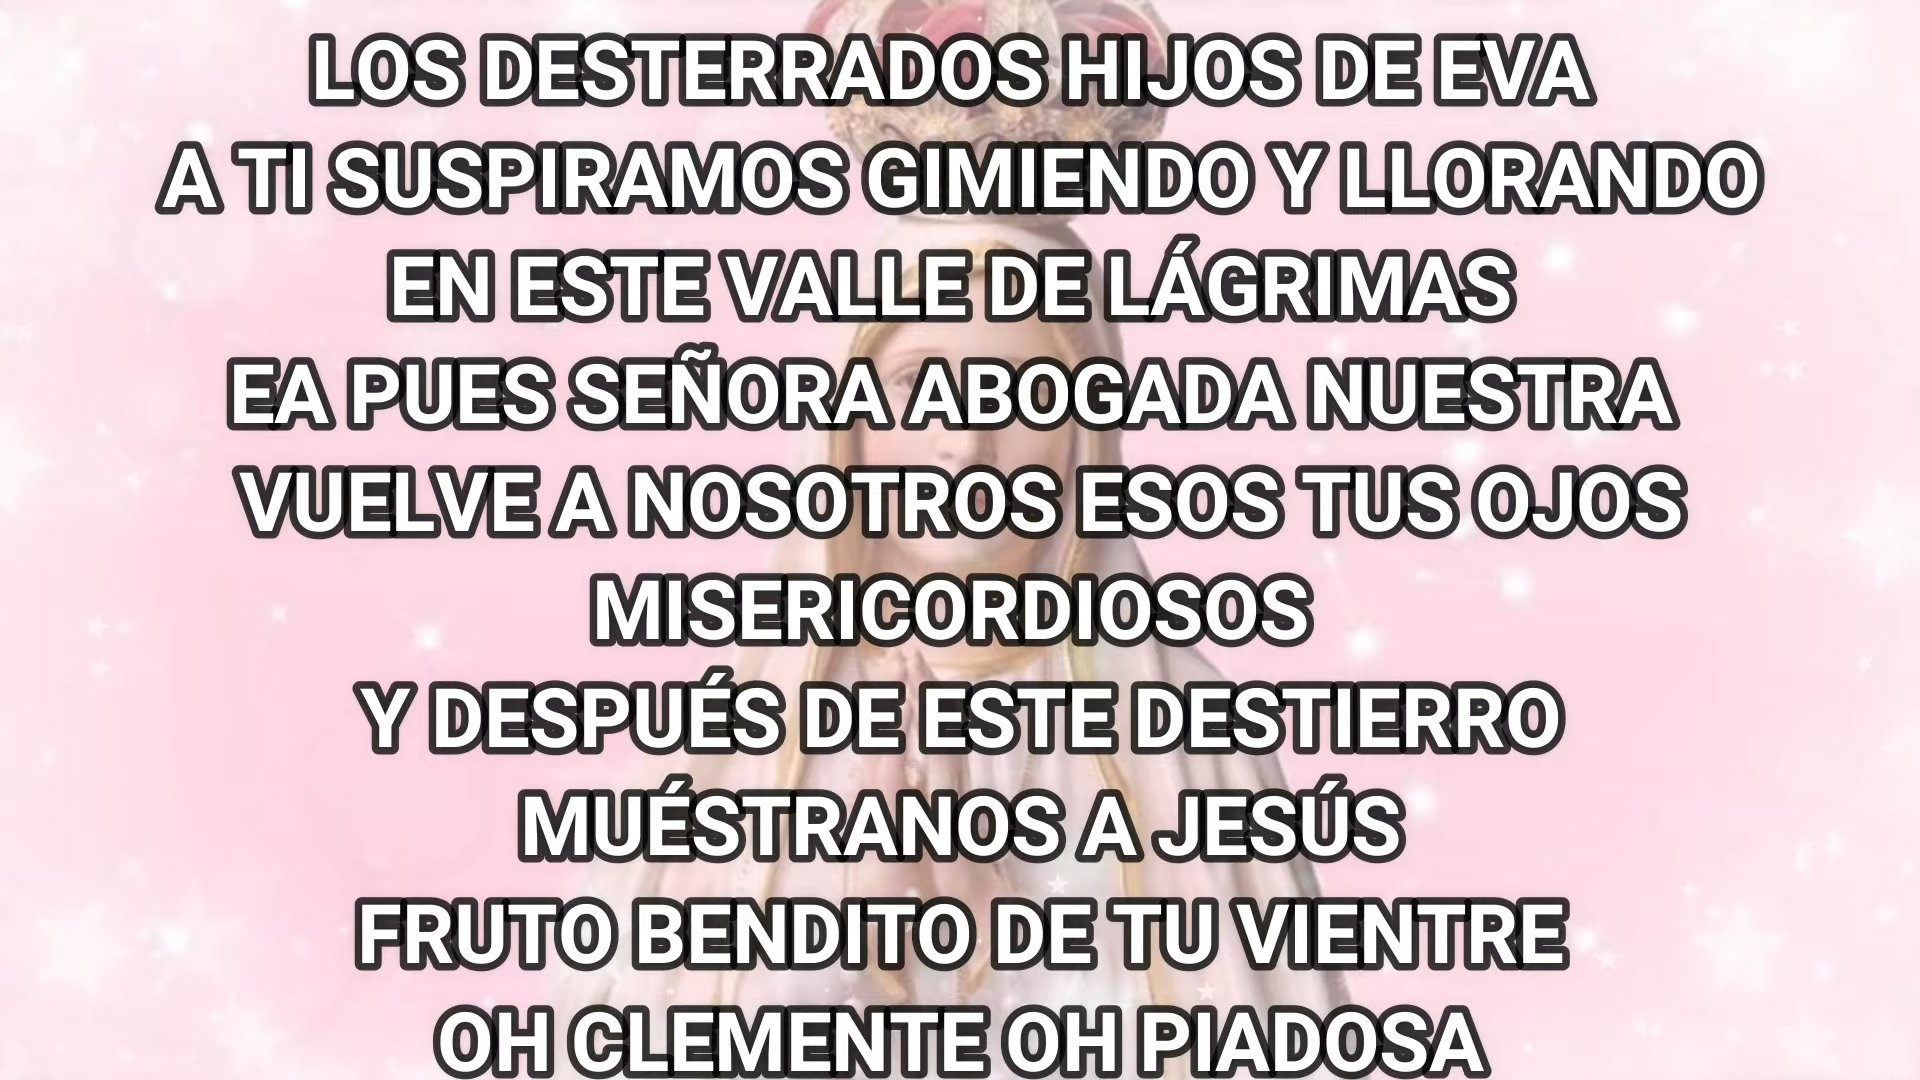 LOS DESTERRADOS HIJOS DE EVA
A TI SUSPIRAMOS GIMIENDO Y LLORANDO
EN ESTE VALLE DE LÁGRIMAS
EA PUES SEÑORA ABOGADA NUESTRA
VUELVE A NOSOTROS ESOS TUS OJOS
MISERICORDIOSOS
Y DESPUÉS DE ESTE DESTIERRO
MUÉSTRANOS A JESÚS
FRUTO BENDITO DE TU VIENTRE
OH CLEMENTE OH PIADOSA